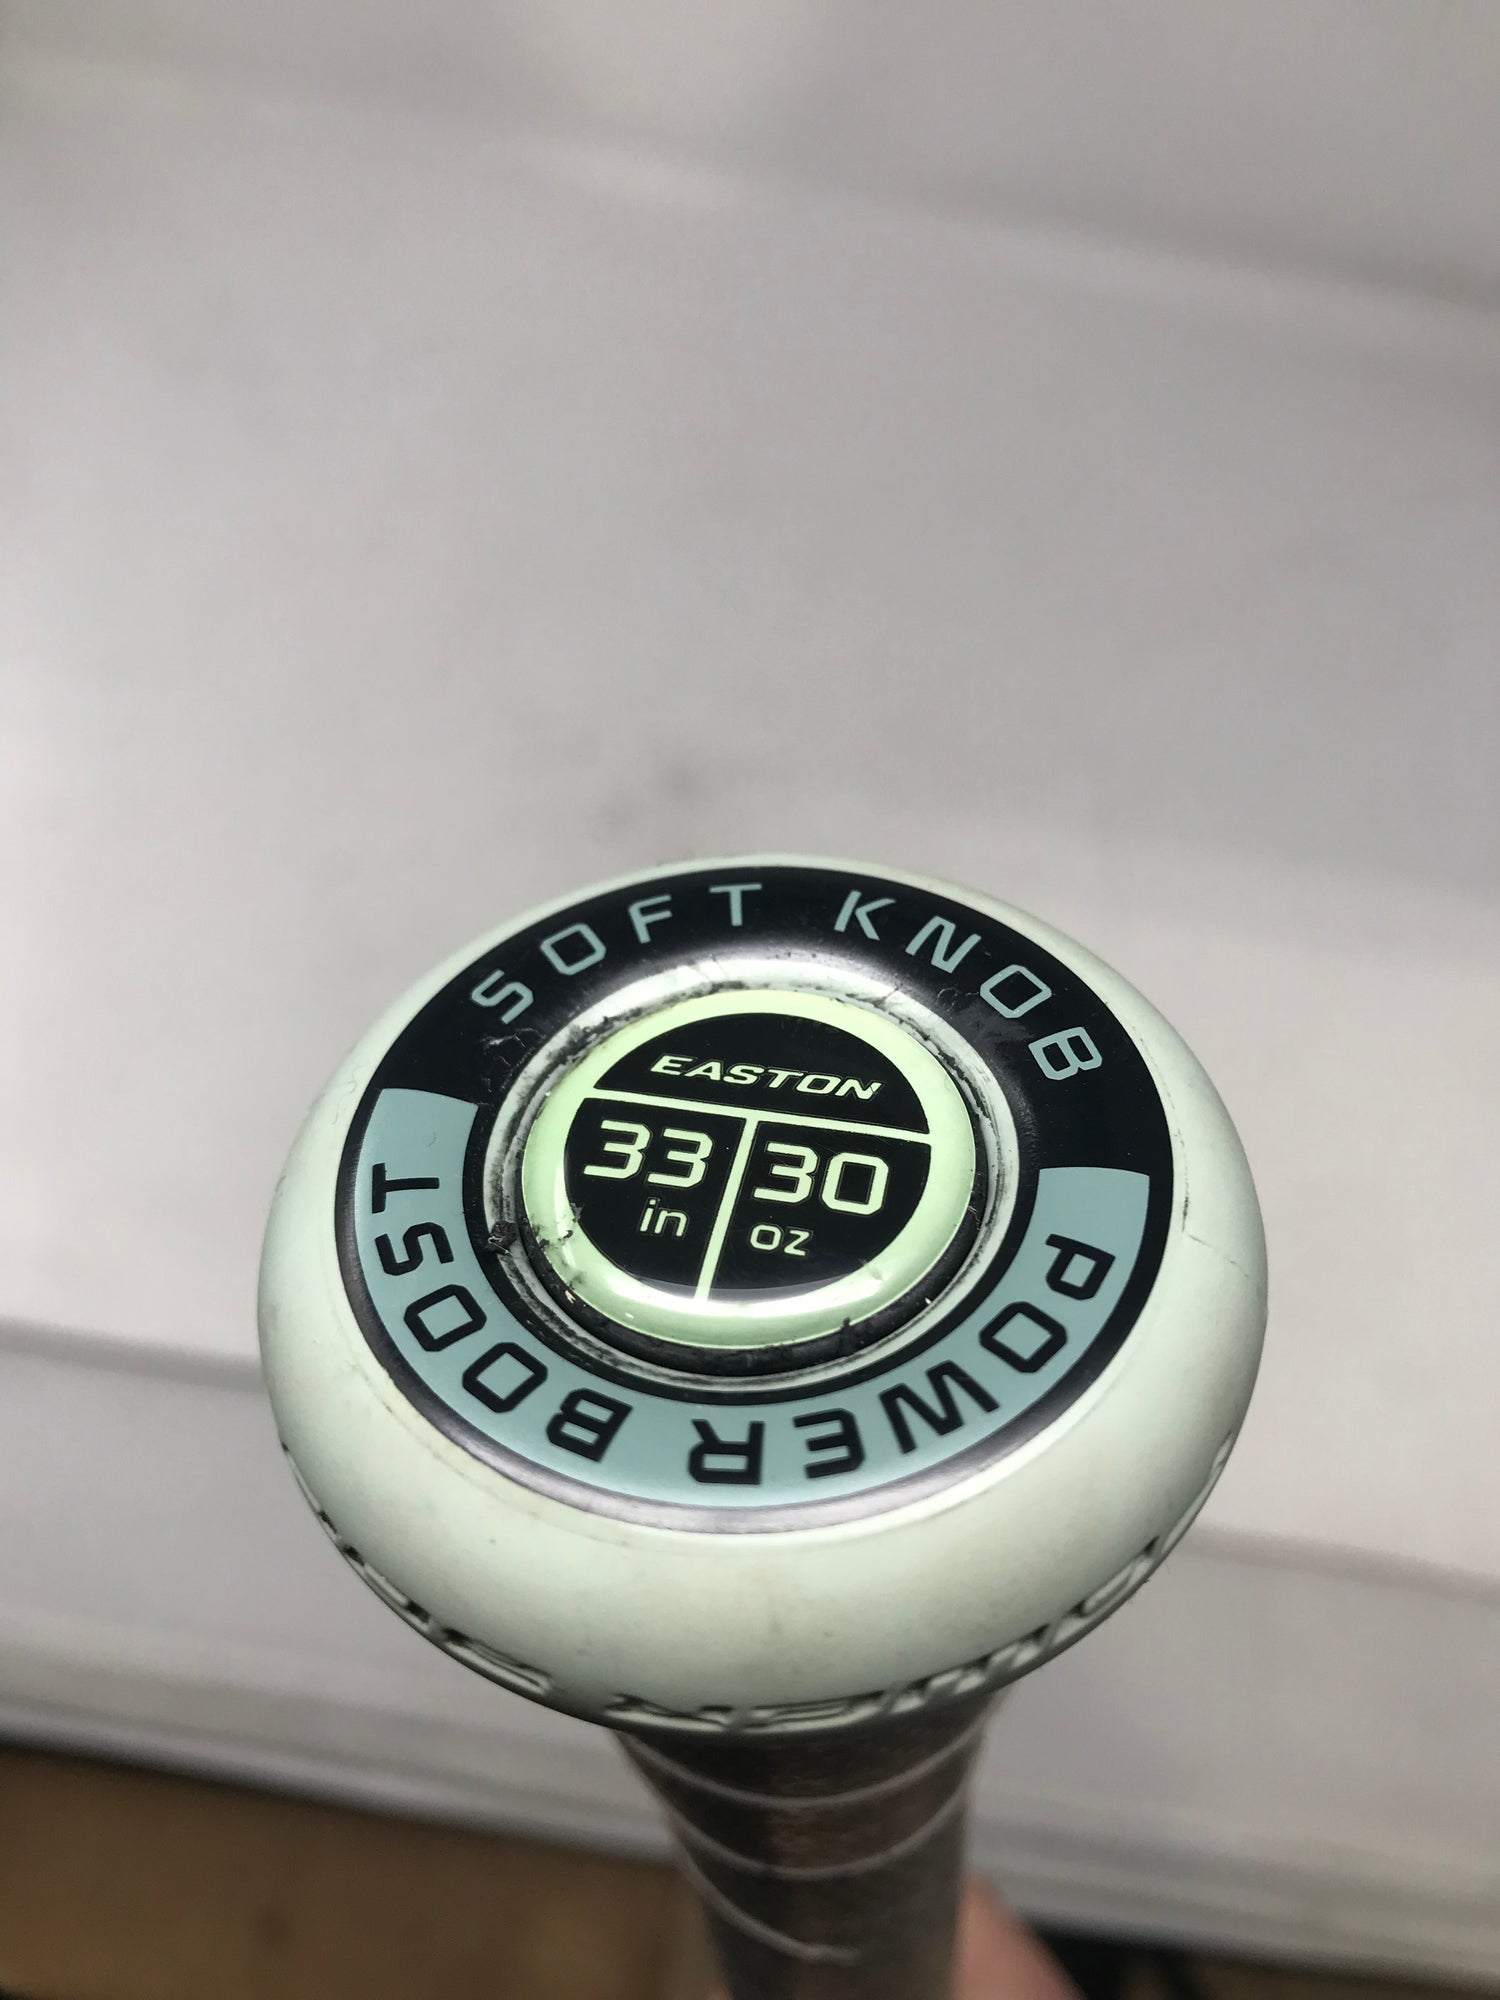 SOFT KNOB
EASTON
33 30
in oz
POWER BOOST